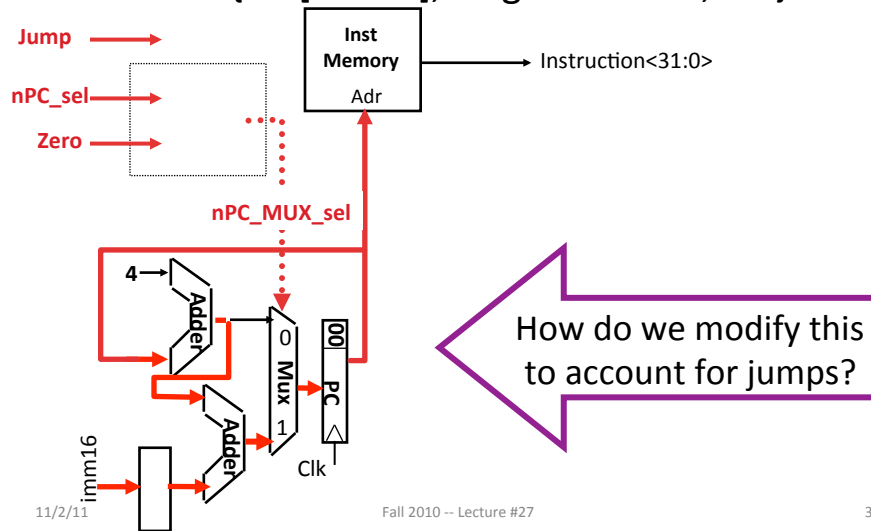 Jump
Inst
Memory
Adr
Instruction<31:0>
nPC_sel
Zero
nPC_MUX_sel
4
Adder
0
Mux
1
00
PC
Adder
Clk
imm16
How do we modify this
to account for jumps?
11/2/11
Fall 2010 -- Lecture #27
3